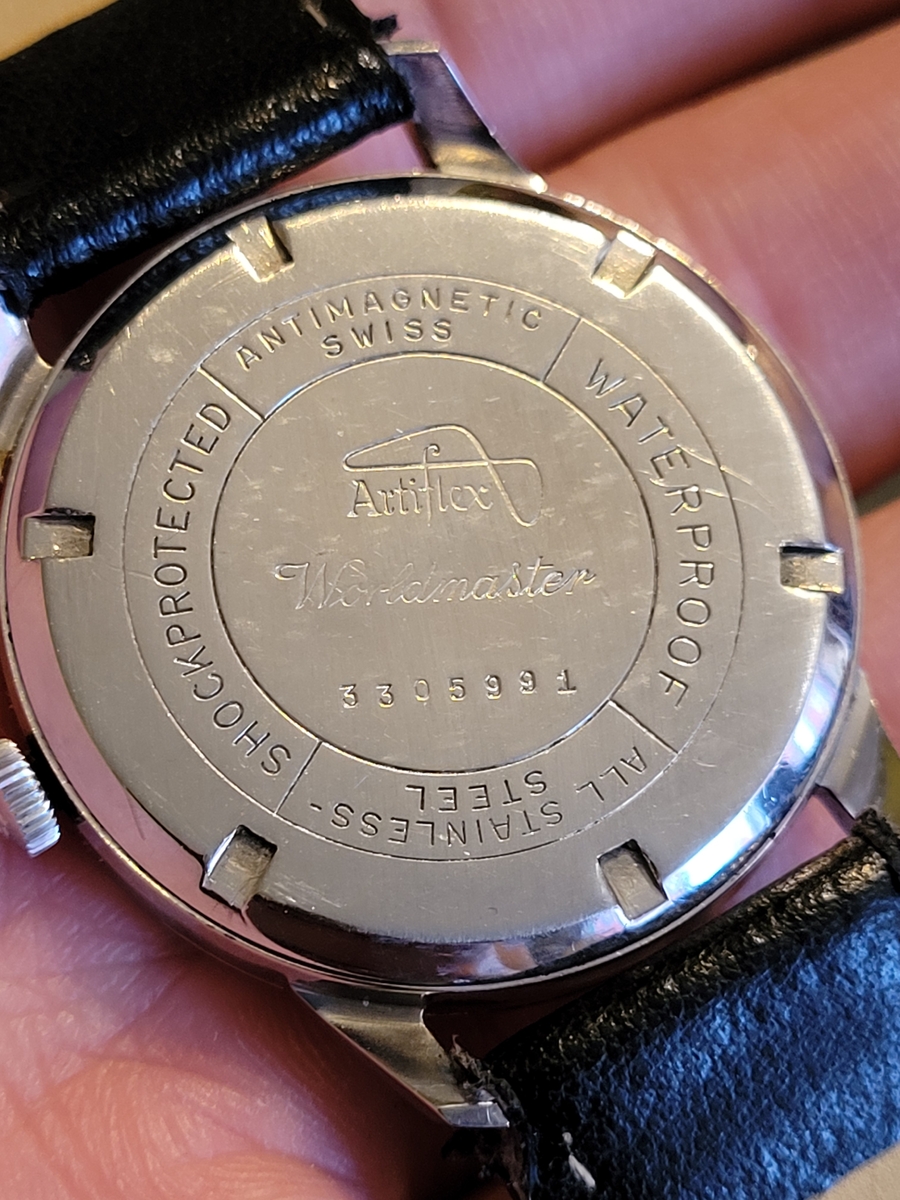 ANTIMAGNETIC
SWISS
WATERPROOF
ALL STAINLESS-
STEEL
SHOCKPROTECTED
Artiflex
Worldmaster
3305991